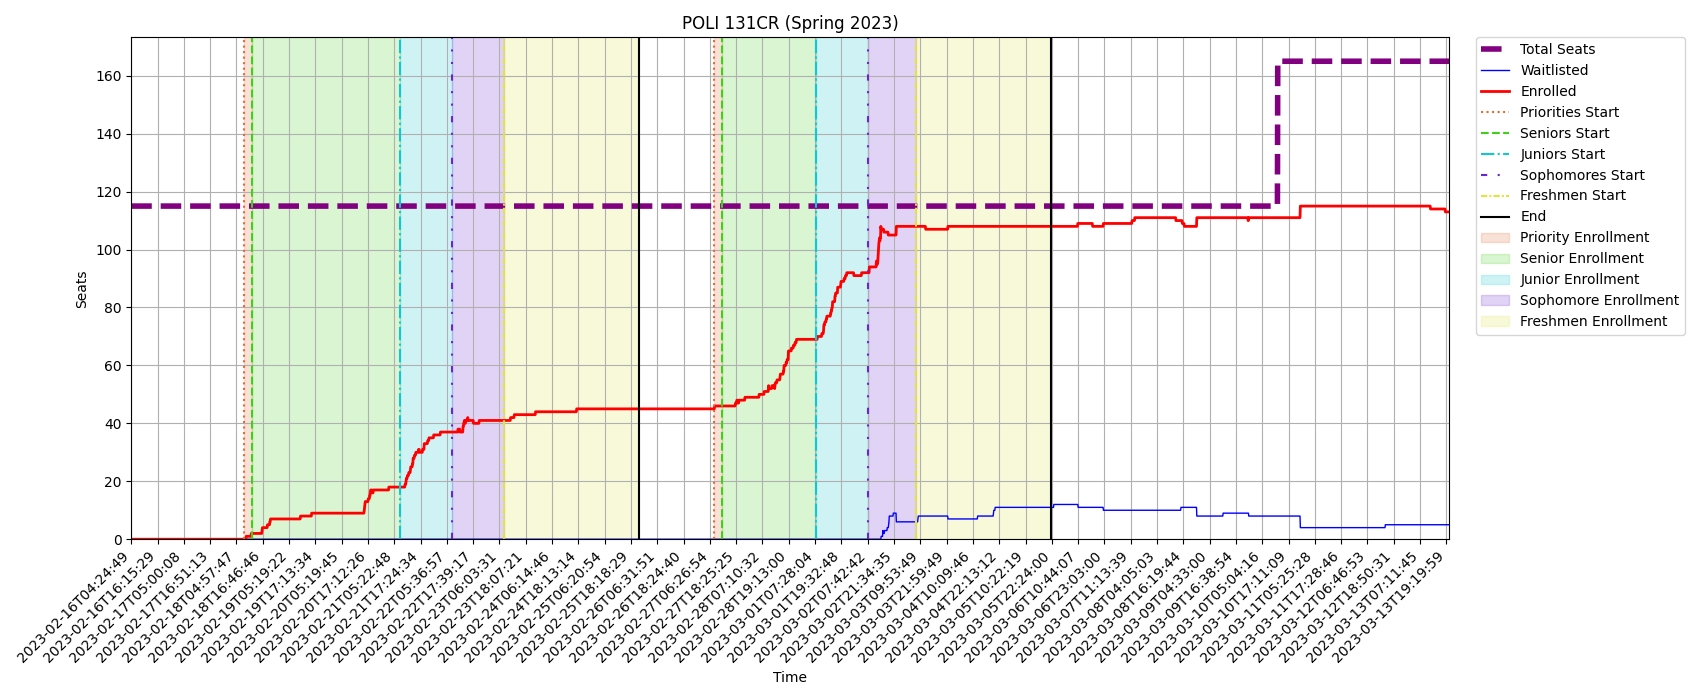 POLI 131CR (Spring 2023)
Seats
160
140
120
100
80
60
40
20
0
2023-02-16T04:24:49
2023-02-16T16:15:29
2023-02-17T05:00:08
2023-02-17T16:51:13
2023-02-18T04:57:47
2023-02-18T16:46:46
2023-02-19T05:19:22
2023-02-19T17:13:34
2023-02-20T05:19:45
2023-02-20T17:12:26
2023-02-21T05:22:48
2023-02-21T17:24:34
2023-02-22T05:36:57
2023-02-22T17:39:17
2023-02-23T06:03:31
2023-02-23T18:07:21
2023-02-24T06:14:46
2023-02-24T18:13:14
2023-02-25T06:20:54
2023-02-25T18:18:29
2023-02-26T06:31:51
2023-02-26T18:24:40
2023-02-27T06:26:54
2023-02-27T18:25:25
2023-02-28T07:10:32
2023-02-28T19:13:00
2023-03-01T07:28:04
2023-03-01T19:32:48
2023-03-02T07:42:42
2023-03-02T21:34:35
2023-03-03T09:53:49
2023-03-03T21:59:49
2023-03-04T10:09:46
2023-03-04T22:13:12
2023-03-05T10:22:19
2023-03-05T22:24:00
2023-03-06T10:44:07
2023-03-06T23:03:00
2023-03-07T11:13:39
2023-03-08T04:05:03
2023-03-08T16:19:44
2023-03-09T04:33:00
2023-03-09T16:38:54
2023-03-10T05:04:16
2023-03-10T17:11:09
2023-03-11T05:25:28
2023-03-11T17:28:46
2023-03-12T06:46:53
2023-03-12T18:50:31
2023-03-13T07:11:45
2023-03-13T19:19:59
Time
Total Seats
Waitlisted
Enrolled
Priorities Start
Seniors Start
Juniors Start
Sophomores Start
Freshmen Start
End
Priority Enrollment
Senior Enrollment
Junior Enrollment
Sophomore Enrollment
Freshmen Enrollment